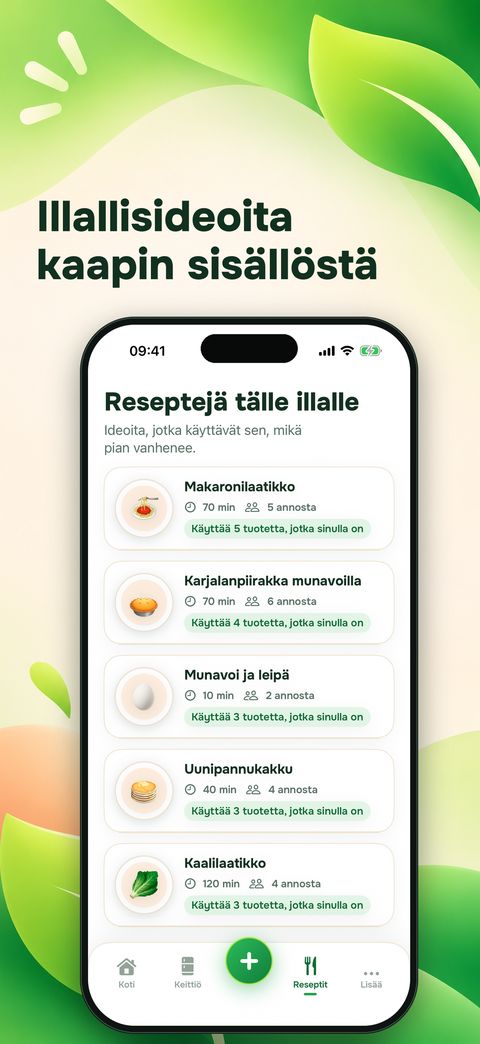 Illallisideoita
kaapin sisällöstä
09:41
Reseptejä tälle illalle
Ideoita, jotka käyttävät sen, mikä
pian vanhenee.
Makaronilaatikko
70 min 5 annosta
Käyttää 5 tuotetta, jotka sinulla on
Karjalanpiirakka munavoilla
70 min 6 annosta
Käyttää 4 tuotetta, jotka sinulla on
Munavoi ja leipä
10 min 2 annosta
Käyttää 3 tuotetta, jotka sinulla on
Uunipannukakku
40 min 4 annosta
Käyttää 3 tuotetta, jotka sinulla on
Kaalilaatikko
120 min 4 annosta
Käyttää 3 tuotetta, jotka sinulla on
Koti Keittiö Reseptit Lisää